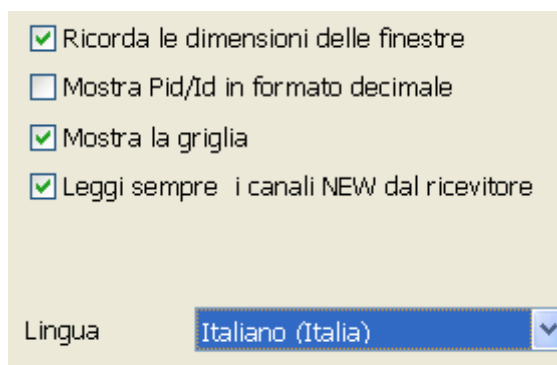 Ricorda le dimensioni delle finestre
Mostra Pid/Id in formato decimale
Mostra la griglia
Leggi sempre i canali NEW dal ricevitore
Lingua Italiano (Italia)